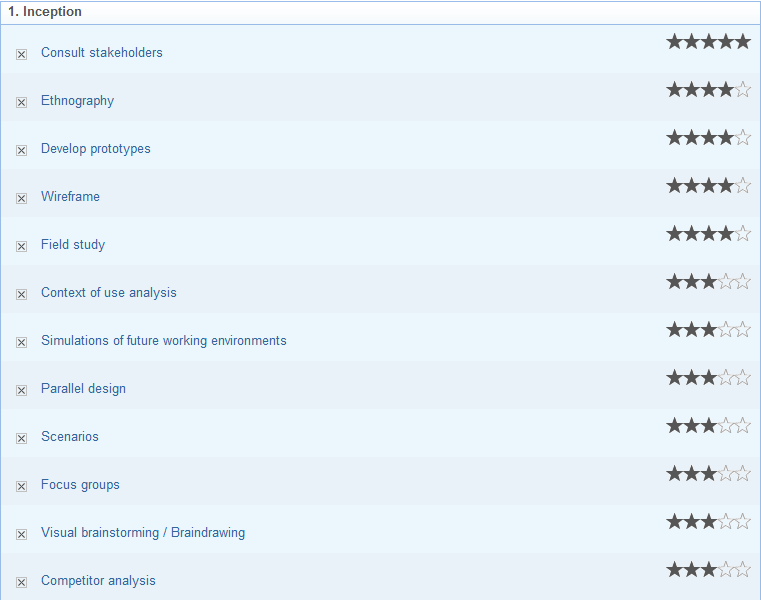 1. Inception
Consult stakeholders
Ethnography
Develop prototypes
Wireframe
Field study
Context of use analysis
Simulations of future working environments
Parallel design
Scenarios
Focus groups
Visual brainstorming / Braindrawing
Competitor analysis